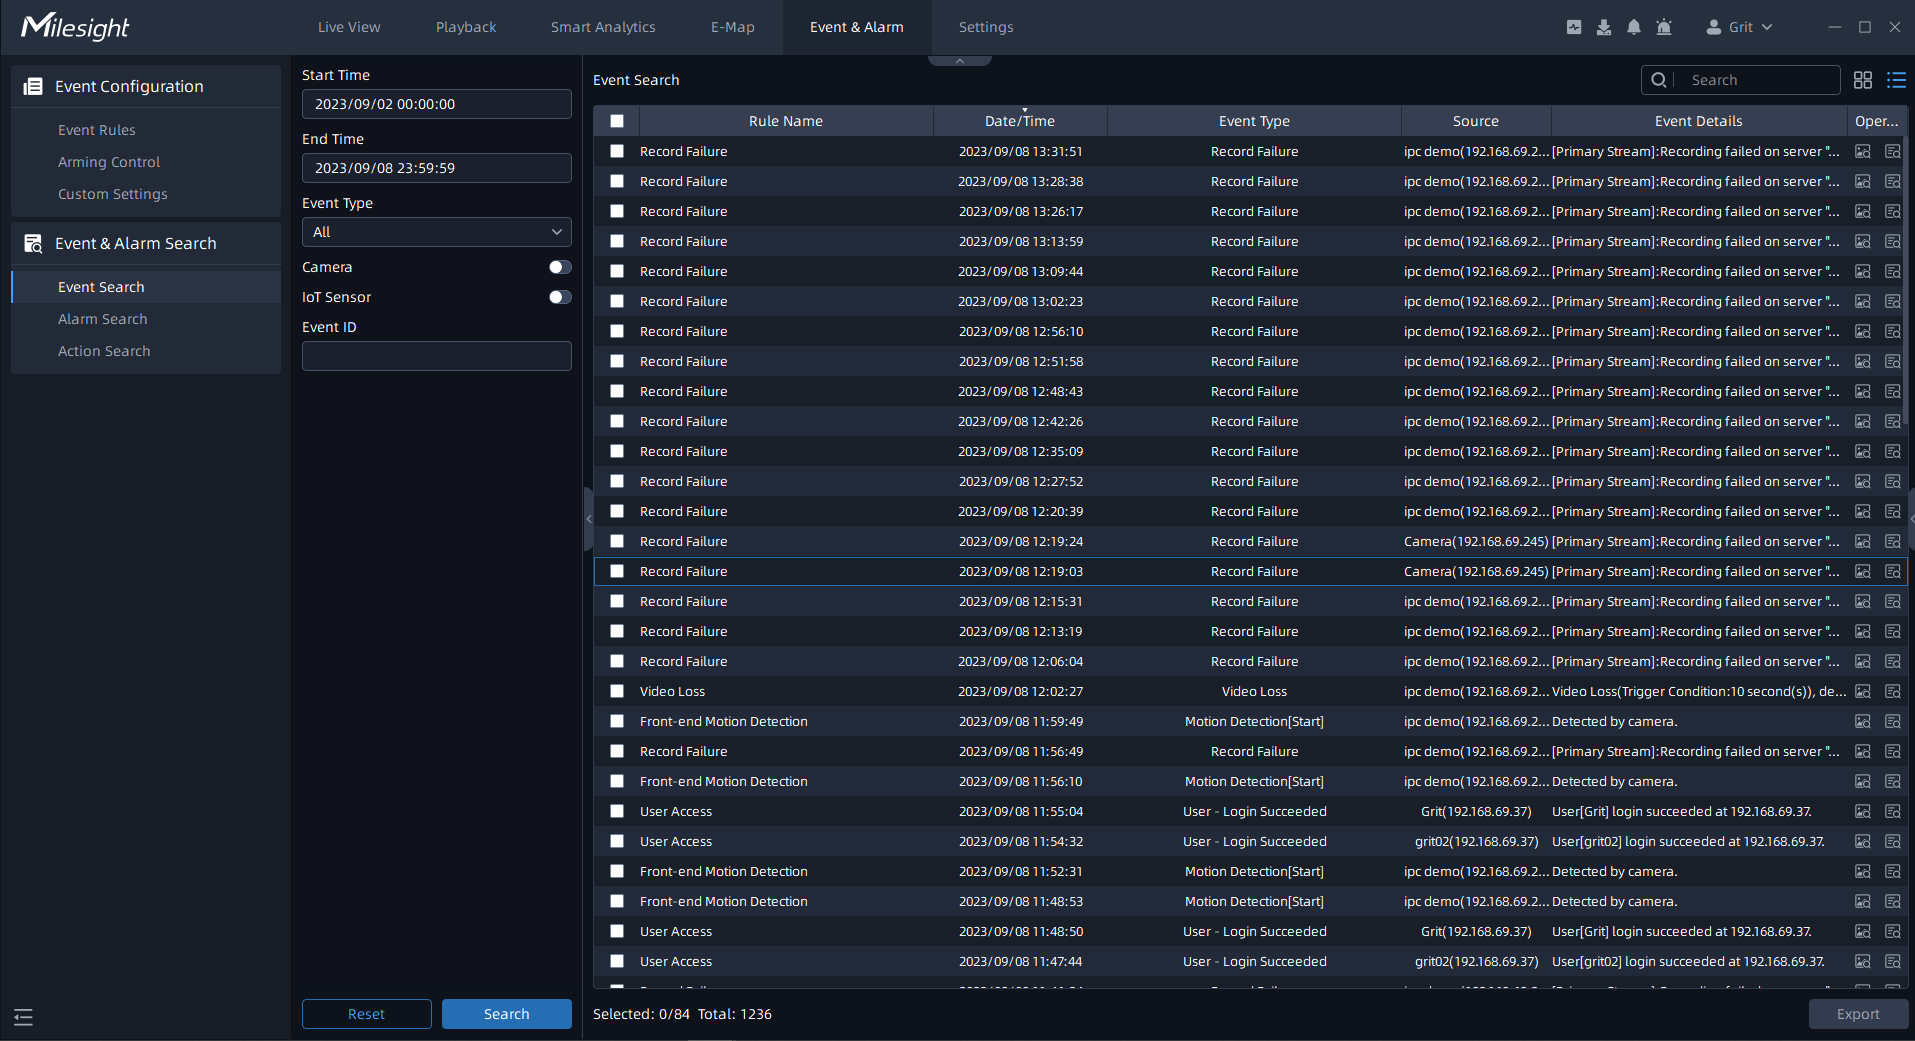 Milesight
Live View Playback Smart Analytics E-Map Event & Alarm Settings Grit
Event Configuration
Event Rules
Arming Control
Custom Settings
Event & Alarm Search
Event Search
Alarm Search
Action Search
Start Time
2023/09/02 00:00:00
End Time
2023/09/08 23:59:59
Event Type
All
Camera
IoT Sensor
Event ID
Reset Search
Event Search
Search
Rule Name Date/Time Event Type Source Event Details Oper...
Record Failure 2023/09/08 13:31:51 Record Failure ipc demo(192.168.69.2... [Primary Stream]:Recording failed on server "...
Record Failure 2023/09/08 13:28:38 Record Failure ipc demo(192.168.69.2... [Primary Stream]:Recording failed on server "...
Record Failure 2023/09/08 13:26:17 Record Failure ipc demo(192.168.69.2... [Primary Stream]:Recording failed on server "...
Record Failure 2023/09/08 13:13:59 Record Failure ipc demo(192.168.69.2... [Primary Stream]:Recording failed on server "...
Record Failure 2023/09/08 13:09:44 Record Failure ipc demo(192.168.69.2... [Primary Stream]:Recording failed on server "...
Record Failure 2023/09/08 13:02:23 Record Failure ipc demo(192.168.69.2... [Primary Stream]:Recording failed on server "...
Record Failure 2023/09/08 12:56:10 Record Failure ipc demo(192.168.69.2... [Primary Stream]:Recording failed on server "...
Record Failure 2023/09/08 12:51:58 Record Failure ipc demo(192.168.69.2... [Primary Stream]:Recording failed on server "...
Record Failure 2023/09/08 12:48:43 Record Failure ipc demo(192.168.69.2... [Primary Stream]:Recording failed on server "...
Record Failure 2023/09/08 12:42:26 Record Failure ipc demo(192.168.69.2... [Primary Stream]:Recording failed on server "...
Record Failure 2023/09/08 12:35:09 Record Failure ipc demo(192.168.69.2... [Primary Stream]:Recording failed on server "...
Record Failure 2023/09/08 12:27:52 Record Failure ipc demo(192.168.69.2... [Primary Stream]:Recording failed on server "...
Record Failure 2023/09/08 12:20:39 Record Failure ipc demo(192.168.69.2... [Primary Stream]:Recording failed on server "...
Record Failure 2023/09/08 12:19:24 Record Failure Camera(192.168.69.245) [Primary Stream]:Recording failed on server "...
Record Failure 2023/09/08 12:19:03 Record Failure Camera(192.168.69.245) [Primary Stream]:Recording failed on server "...
Record Failure 2023/09/08 12:15:31 Record Failure ipc demo(192.168.69.2... [Primary Stream]:Recording failed on server "...
Record Failure 2023/09/08 12:13:19 Record Failure ipc demo(192.168.69.2... [Primary Stream]:Recording failed on server "...
Record Failure 2023/09/08 12:06:04 Record Failure ipc demo(192.168.69.2... [Primary Stream]:Recording failed on server "...
Video Loss 2023/09/08 12:02:27 Video Loss ipc demo(192.168.69.2... Video Loss(Trigger Condition:10 second(s)), de...
Front-end Motion Detection 2023/09/08 11:59:49 Motion Detection[Start] ipc demo(192.168.69.2... Detected by camera.
Record Failure 2023/09/08 11:56:49 Record Failure ipc demo(192.168.69.2... [Primary Stream]:Recording failed on server "...
Front-end Motion Detection 2023/09/08 11:56:10 Motion Detection[Start] ipc demo(192.168.69.2... Detected by camera.
User Access 2023/09/08 11:55:04 User - Login Succeeded Grit(192.168.69.37) User[Grit] login succeeded at 192.168.69.37.
User Access 2023/09/08 11:54:32 User - Login Succeeded grit02(192.168.69.37) User[grit02] login succeeded at 192.168.69.37.
Front-end Motion Detection 2023/09/08 11:52:31 Motion Detection[Start] ipc demo(192.168.69.2... Detected by camera.
Front-end Motion Detection 2023/09/08 11:48:53 Motion Detection[Start] ipc demo(192.168.69.2... Detected by camera.
User Access 2023/09/08 11:48:50 User - Login Succeeded Grit(192.168.69.37) User[Grit] login succeeded at 192.168.69.37.
User Access 2023/09/08 11:47:44 User - Login Succeeded grit02(192.168.69.37) User[grit02] login succeeded at 192.168.69.37.
Selected: 0/84 Total: 1236
Export